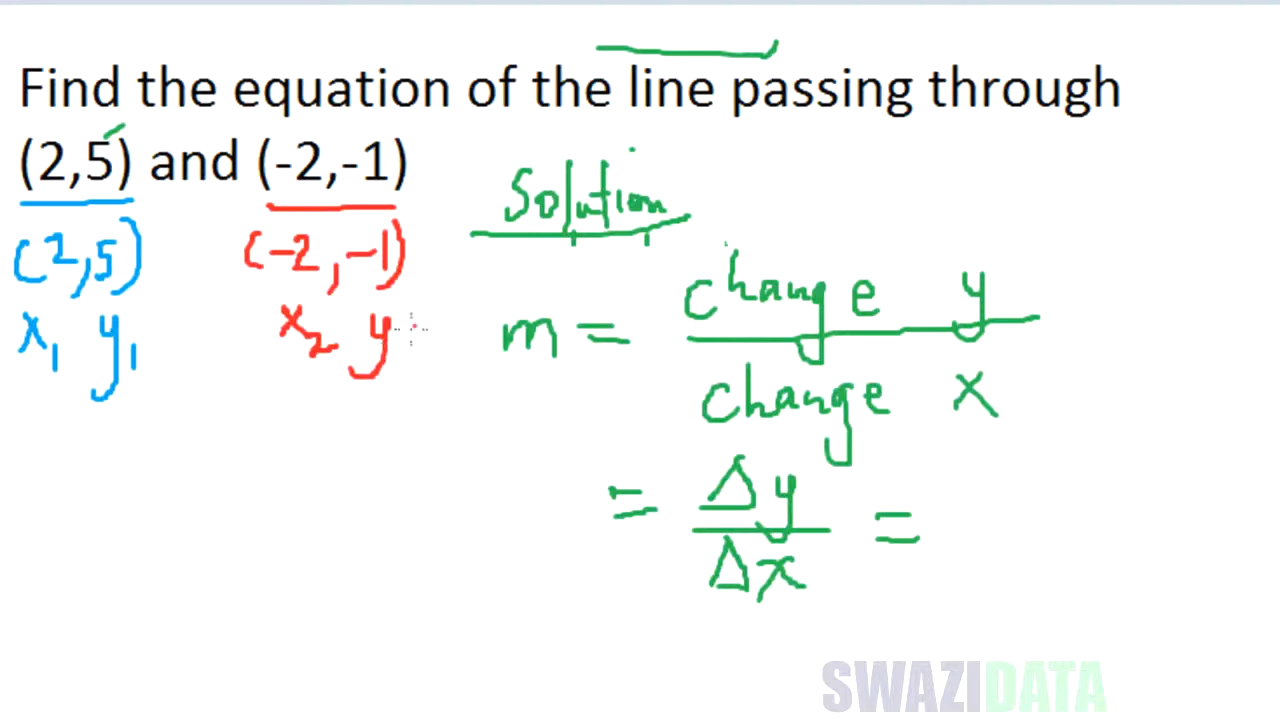 Find the equation of the line passing through
(2,5) and (-2,-1)
Solution
(2,5) (-2,-1)
x₁ y₁ x₂ y
m = change y / change x
= Δy / Δx =
SWAZIDATA